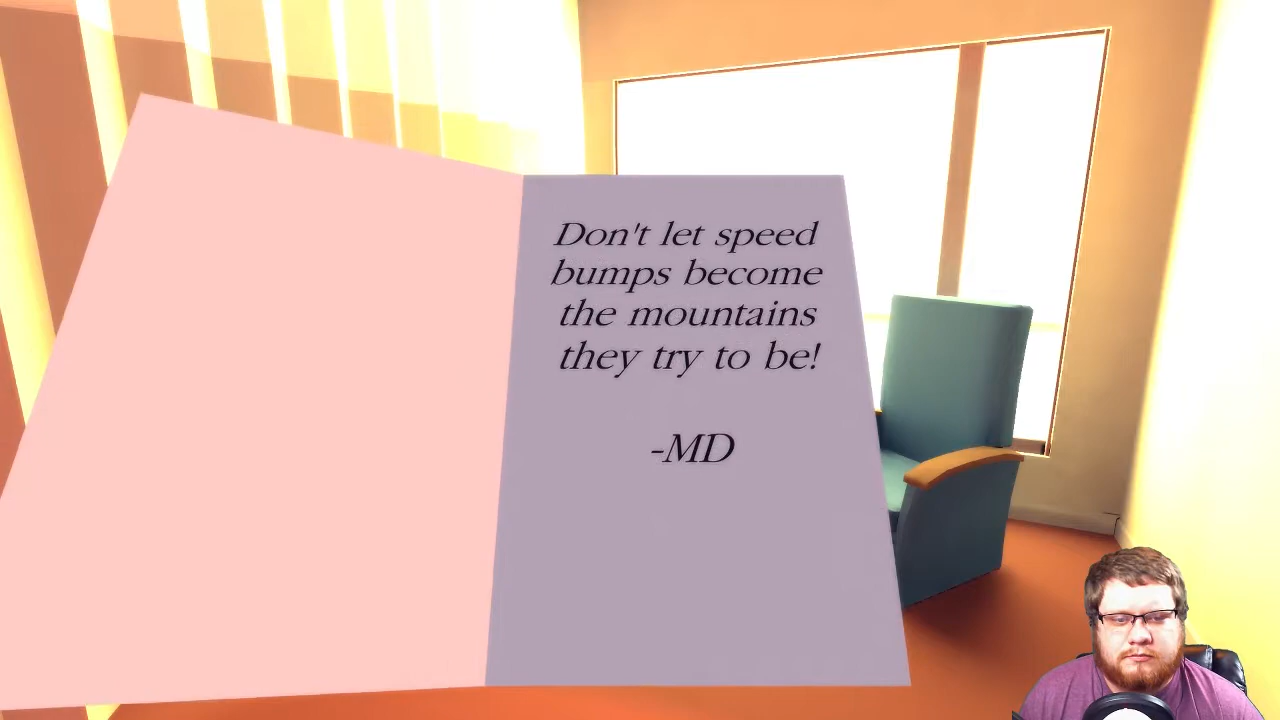 Don't let speed
bumps become
the mountains
they try to be!
-MD